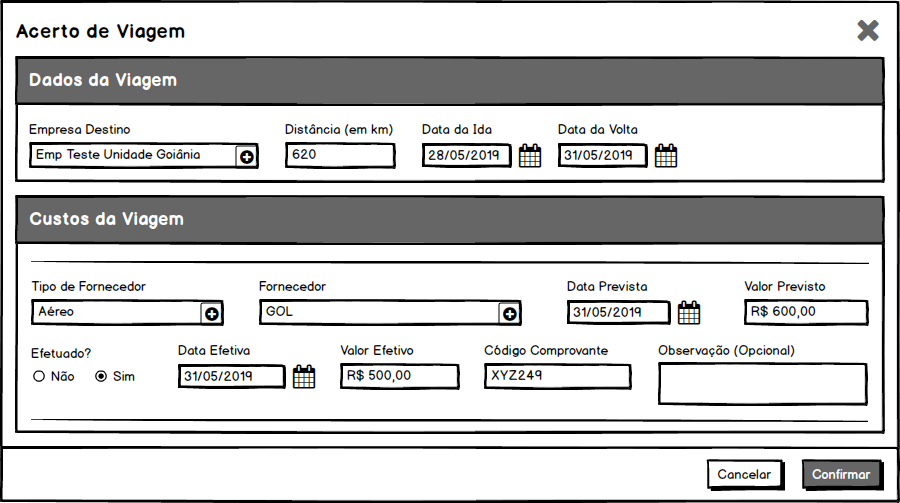 Acerto de Viagem
Dados da Viagem
Empresa Destino Distância (em km) Data da Ida Data da Volta
Emp Teste Unidade Goiânia 620 28/05/2019 31/05/2019
Custos da Viagem
Tipo de Fornecedor Fornecedor Data Prevista Valor Previsto
Aéreo GOL 31/05/2019 R$ 600,00
Efetuado? Data Efetiva Valor Efetivo Código Comprovante Observação (Opcional)
Não Sim 31/05/2019 R$ 500,00 XYZ249
Cancelar Confirmar